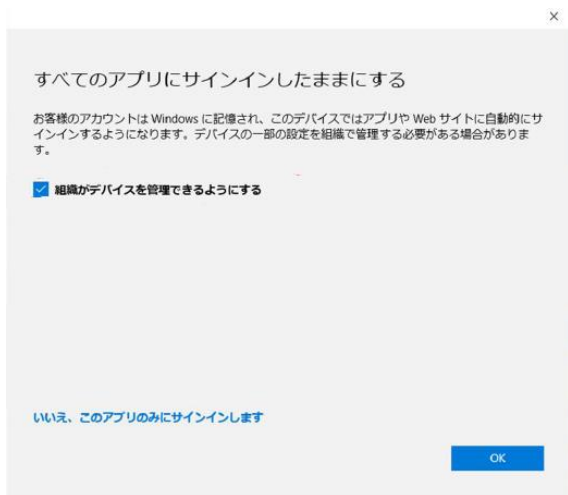 すべてのアプリにサインインしたままにする
お客様のアカウントは Windows に記憶され、このデバイスではアプリや Web サイトに自動的にサ
インインするようになります。デバイスの一部の設定を組織で管理する必要がある場合がありま
す。
組織がデバイスを管理できるようにする
いいえ、このアプリのみにサインインします
OK